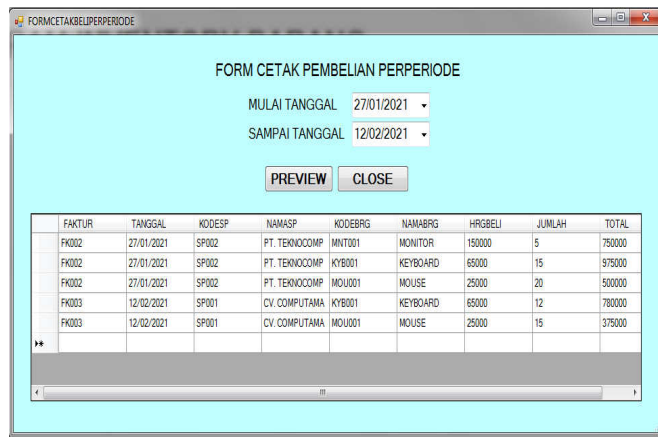 FORMCETAKBELIPERPERIODE
FORM CETAK PEMBELIAN PERPERIODE
MULAI TANGGAL 27/01/2021
SAMPAI TANGGAL 12/02/2021
PREVIEW CLOSE
FAKTUR TANGGAL KODESP NAMASP KODEBRG NAMABRG HRGBELI JUMLAH TOTAL
FK002 27/01/2021 SP002 PT. TEKNOCOMP MNT001 MONITOR 150000 5 750000
FK002 27/01/2021 SP002 PT. TEKNOCOMP KYB001 KEYBOARD 65000 15 975000
FK002 27/01/2021 SP002 PT. TEKNOCOMP MOU001 MOUSE 25000 20 500000
FK003 12/02/2021 SP001 CV. COMPUTAMA KYB001 KEYBOARD 65000 12 780000
FK003 12/02/2021 SP001 CV. COMPUTAMA MOU001 MOUSE 25000 15 375000